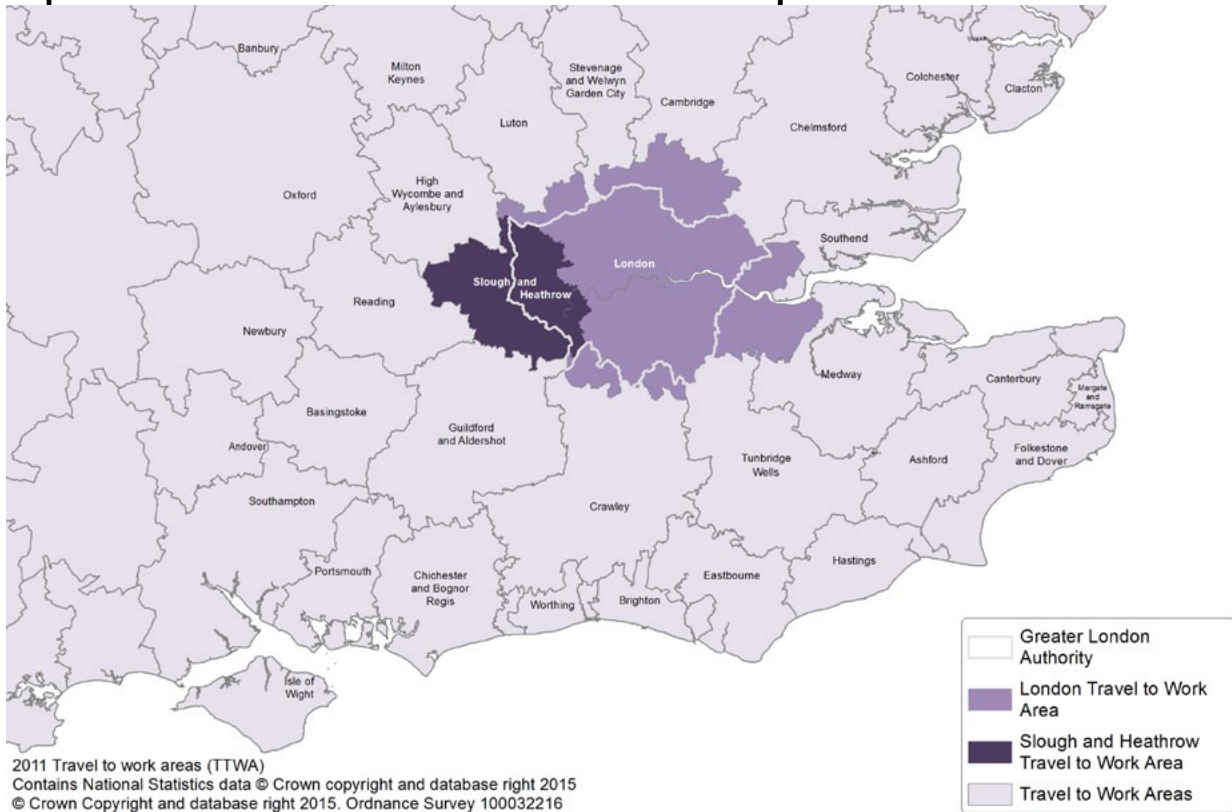 Banbury
Milton
Keynes
Stevenage
and Welwyn
Garden City
Cambridge
Colchester
Clacton
Luton
Chelmsford
High
Wycombe and
Aylesbury
Oxford
Southend
London
Slough and
Heathrow
Reading
Newbury
Medway
Canterbury
Margate
and
Ramsgate
Basingstoke
Guildford
and Aldershot
Andover
Tunbridge
Wells
Ashford
Folkestone
and Dover
Southampton
Crawley
Hastings
Portsmouth
Chichester
and Bognor
Regis
Eastbourne
Worthing
Brighton
Isle of
Wight
Greater London
Authority
London Travel to Work
Area
Slough and Heathrow
Travel to Work Area
Travel to Work Areas
2011 Travel to work areas (TTWA)
Contains National Statistics data © Crown copyright and database right 2015
© Crown Copyright and database right 2015. Ordnance Survey 100032216